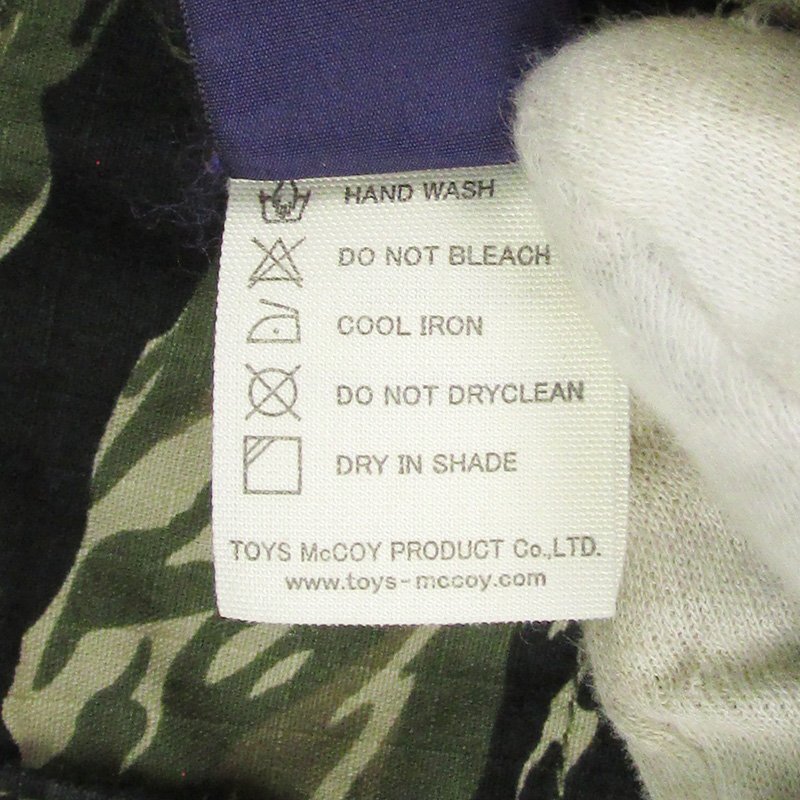 HAND WASH
DO NOT BLEACH
COOL IRON
DO NOT DRYCLEAN
DRY IN SHADE
TOYS McCOY PRODUCT Co.,LTD.
www.toys-mccoy.com